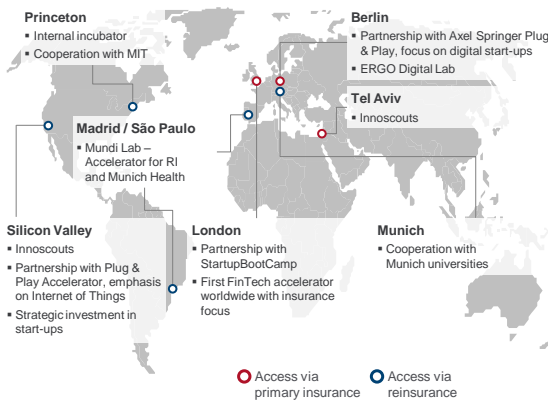 Princeton
▪ Internal incubator
▪ Cooperation with MIT
Berlin
▪ Partnership with Axel Springer Plug
& Play, focus on digital start-ups
▪ ERGO Digital Lab
Tel Aviv
▪ Innoscouts
Madrid / São Paulo
▪ Mundi Lab –
Accelerator for RI
and Munich Health
Silicon Valley
▪ Innoscouts
▪ Partnership with Plug &
Play Accelerator, emphasis
on Internet of Things
▪ Strategic investment in
start-ups
London
▪ Partnership with
StartupBootCamp
▪ First FinTech accelerator
worldwide with insurance
focus
Munich
▪ Cooperation with
Munich universities
Access via
primary insurance
Access via
reinsurance